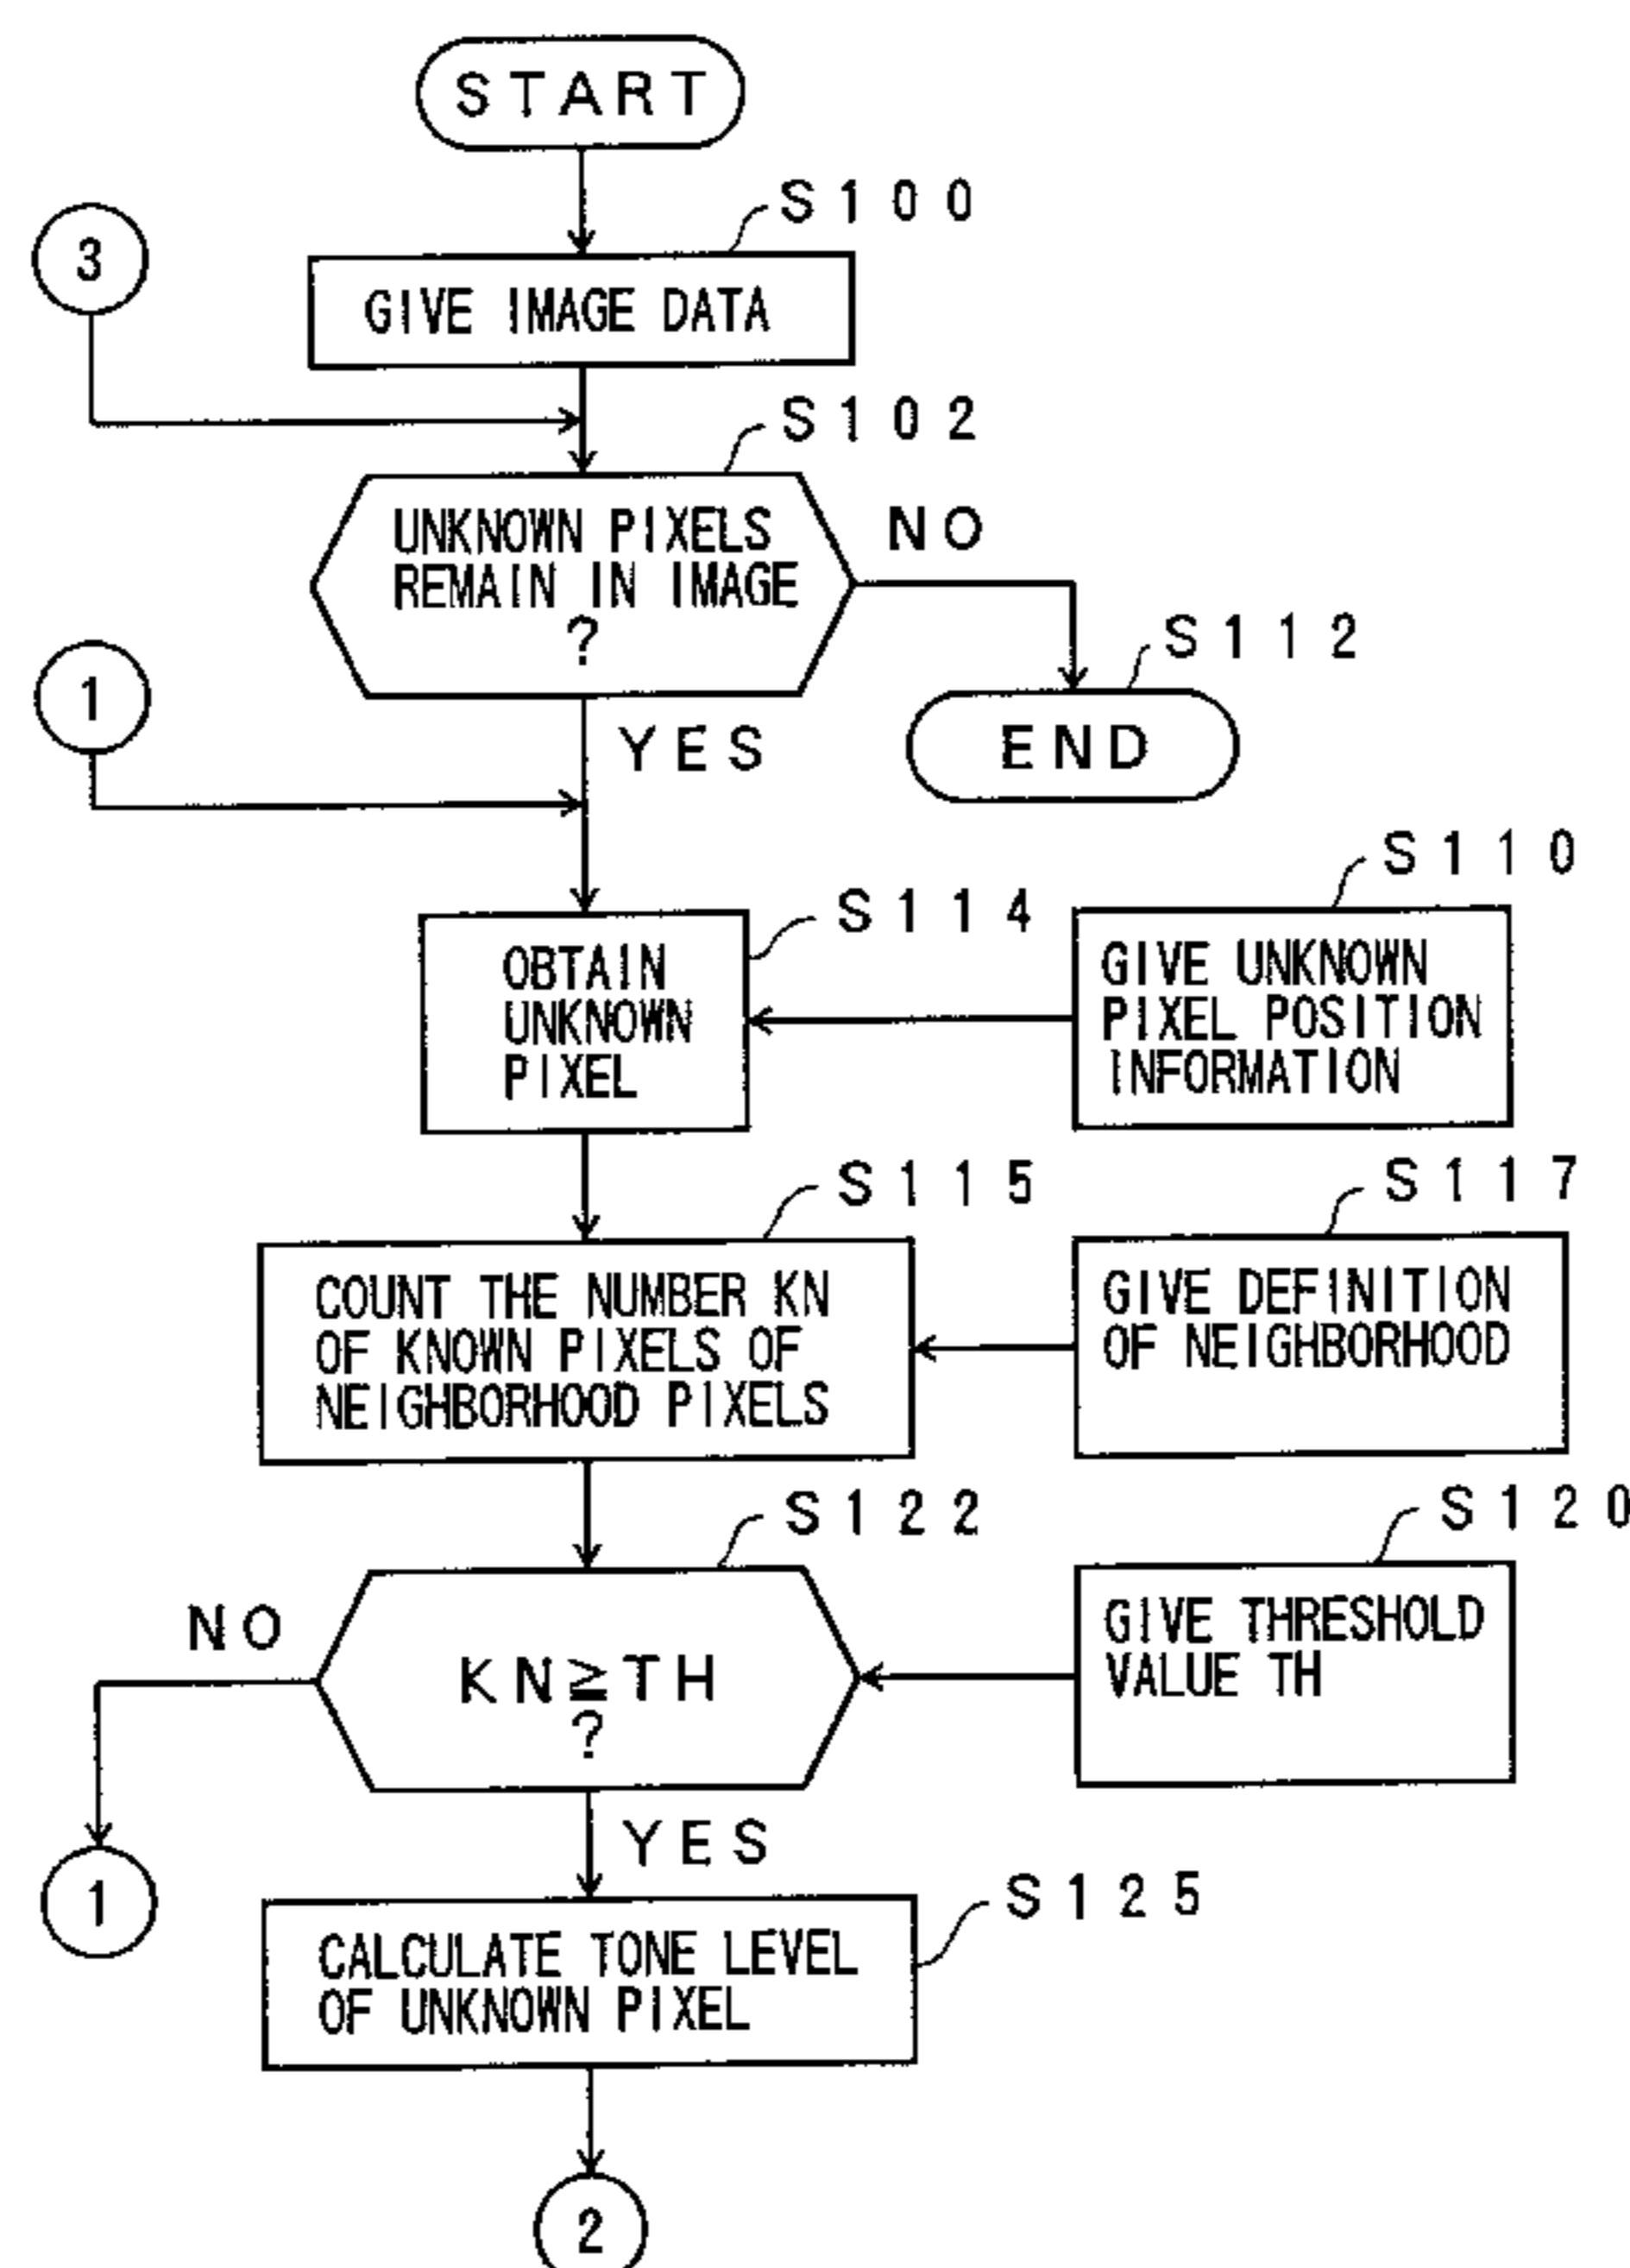 START
S100
3
GIVE IMAGE DATA
S102
UNKNOWN PIXELS
REMAIN IN IMAGE
?
NO
S112
1
YES
END
S110
S114
OBTAIN
UNKNOWN
PIXEL
GIVE UNKNOWN
PIXEL POSITION
INFORMATION
S115
S117
COUNT THE NUMBER KN
OF KNOWN PIXELS OF
NEIGHBORHOOD PIXELS
GIVE DEFINITION
OF NEIGHBORHOOD
S122
S120
NO
KN≧TH
?
GIVE THRESHOLD
VALUE TH
YES
1
S125
CALCULATE TONE LEVEL
OF UNKNOWN PIXEL
2